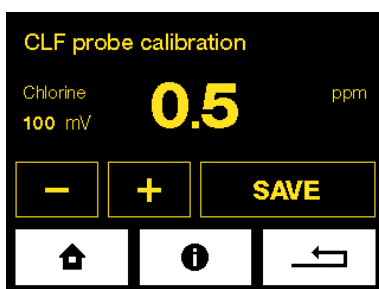 CLF probe calibration
Chlorine
100 mV
0.5
ppm
− +
SAVE